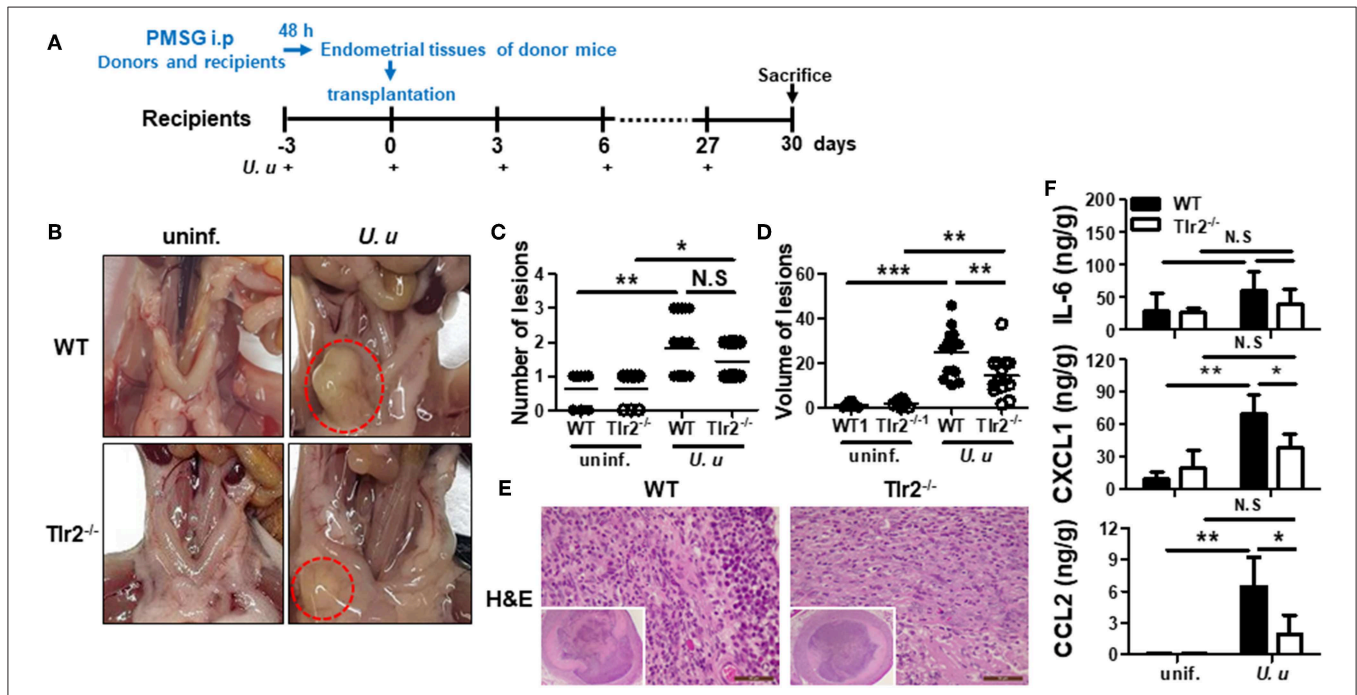 A
PMSG i.p
Donors and recipients
48 h
Endometrial tissues of donor mice
transplantation
Sacrifice
Recipients
-3 0 3 6 27 30 days
U. u + + + + +
B
uninf. U. u
WT
Tlr2-/-
C
* 
** N.S
Number of lesions
4
3
2
1
0
WT Tlr2-/- WT Tlr2-/-
uninf. U. u
D
**
*** **
Volume of lesions
60
40
20
0
WT1 Tlr2-/-1 WT Tlr2-/-
uninf. U. u
E
WT Tlr2-/-
H&E
F
WT
Tlr2-/-
IL-6 (ng/g)
200
150
100
50
0
N.S
CXCL1 (ng/g)
120
90
60
30
0
N.S
** *
CCL2 (ng/g)
12
9
6
3
0
N.S
** *
unif. U. u